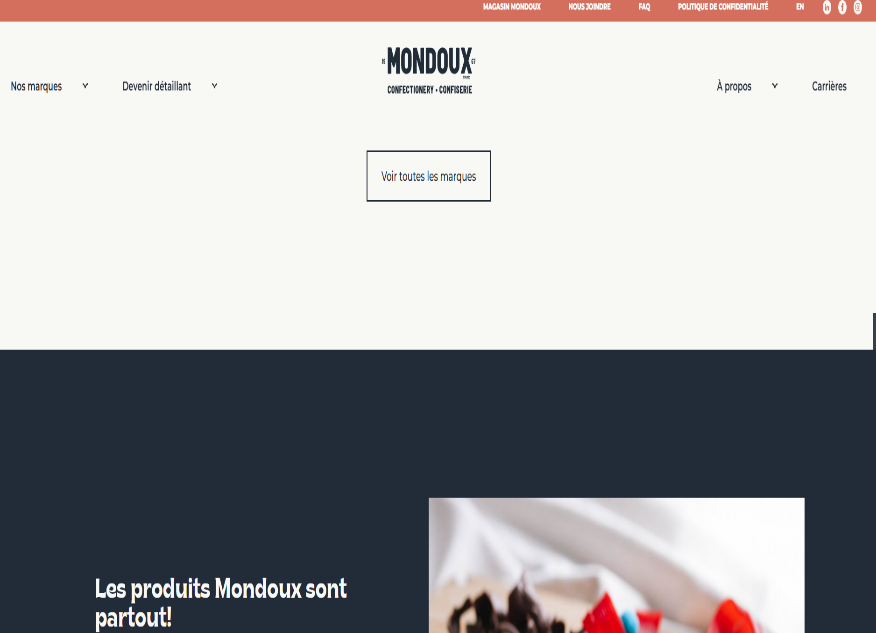 MAGASIN MONDOUX NOUS JOINDRE FAQ POLITIQUE DE CONFIDENTIALITÉ EN
MONDOUX
CONFECTIONERY • CONFISERIE
Nos marques Devenir détaillant À propos Carrières
Voir toutes les marques
Les produits Mondoux sont
partout!